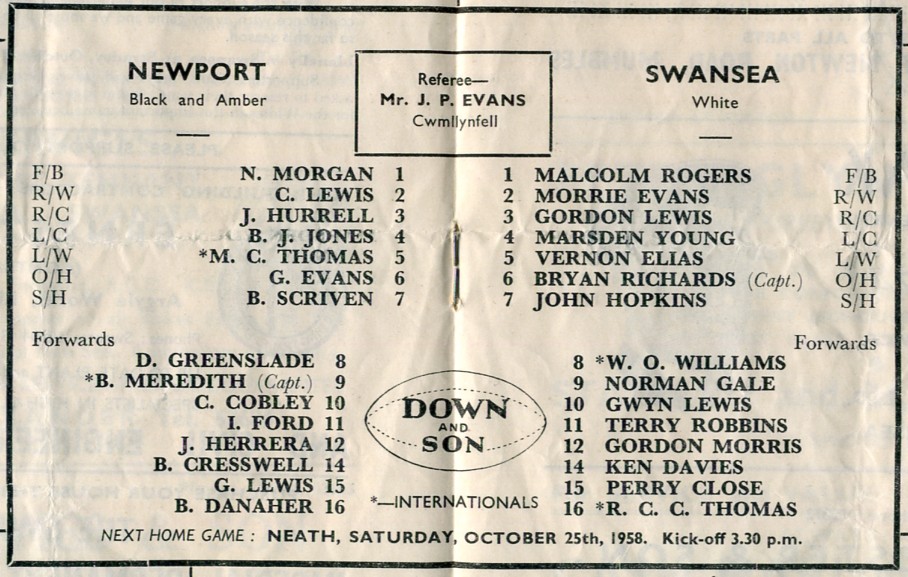 NEWPORT
Black and Amber
Referee—
Mr. J. P. EVANS
Cwmllynfell
SWANSEA
White
F/B N. MORGAN 1
R/W C. LEWIS 2
R/C J. HURRELL 3
L/C B. J. JONES 4
L/W *M. C. THOMAS 5
O/H G. EVANS 6
S/H B. SCRIVEN 7
1 MALCOLM ROGERS F/B
2 MORRIE EVANS R/W
3 GORDON LEWIS R/C
4 MARSDEN YOUNG L/C
5 VERNON ELIAS L/W
6 BRYAN RICHARDS (Capt.) O/H
7 JOHN HOPKINS S/H
Forwards
D. GREENSLADE 8
*B. MEREDITH (Capt.) 9
C. COBLEY 10
I. FORD 11
J. HERRERA 12
B. CRESSWELL 14
G. LEWIS 15
B. DANAHER 16
DOWN
AND
SON
*—INTERNATIONALS
Forwards
8 *W. O. WILLIAMS
9 NORMAN GALE
10 GWYN LEWIS
11 TERRY ROBBINS
12 GORDON MORRIS
14 KEN DAVIES
15 PERRY CLOSE
16 *R. C. C. THOMAS
NEXT HOME GAME : NEATH, SATURDAY, OCTOBER 25th, 1958. Kick-off 3.30 p.m.